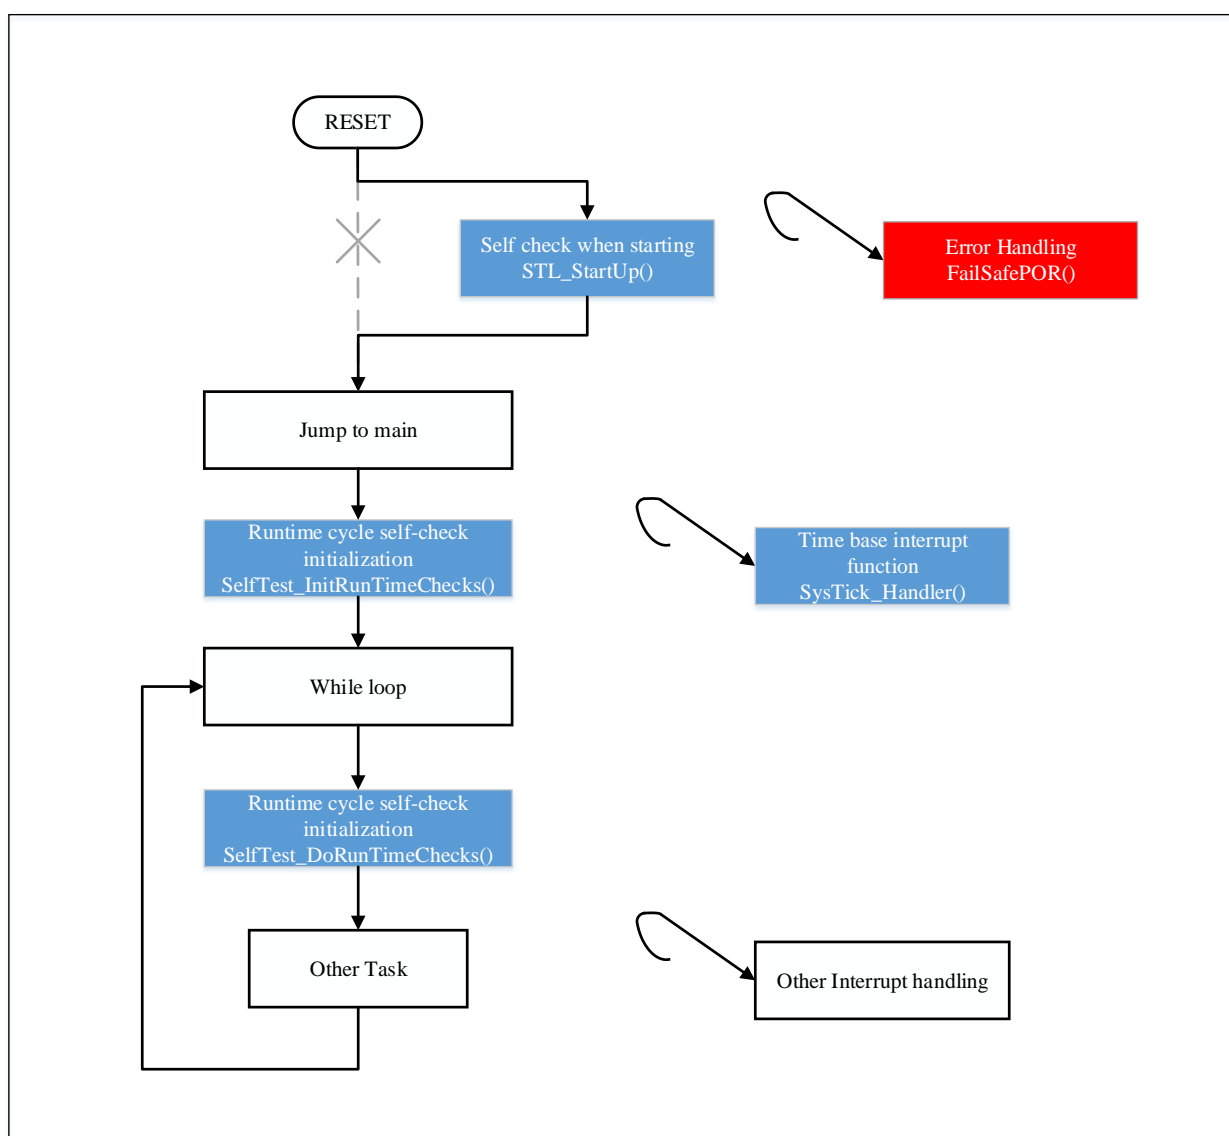 RESET
Self check when starting
STL_StartUp()
Error Handling
FailSafePOR()
Jump to main
Runtime cycle self-check
initialization
SelfTest_InitRunTimeChecks()
Time base interrupt
function
SysTick_Handler()
While loop
Runtime cycle self-check
initialization
SelfTest_DoRunTimeChecks()
Other Task
Other Interrupt handling